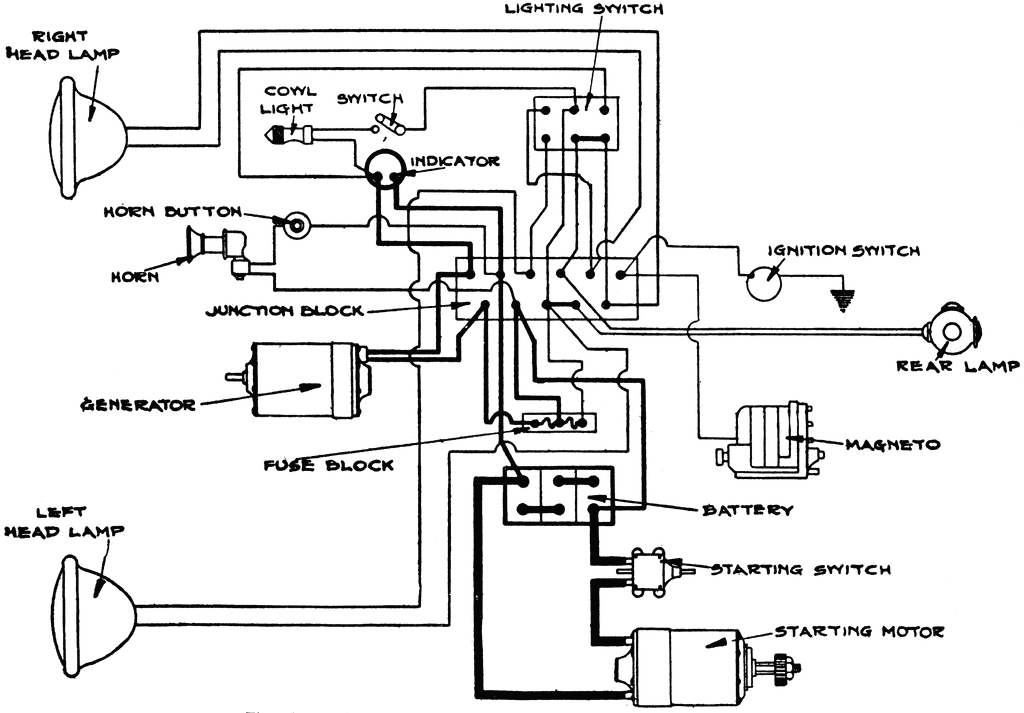 LIGHTING SWITCH
RIGHT
HEAD LAMP
COWL
LIGHT
SWITCH
INDICATOR
HORN BUTTON
HORN
IGNITION SWITCH
JUNCTION BLOCK
REAR LAMP
GENERATOR
MAGNETO
FUSE BLOCK
BATTERY
LEFT
HEAD LAMP
STARTING SWITCH
STARTING MOTOR